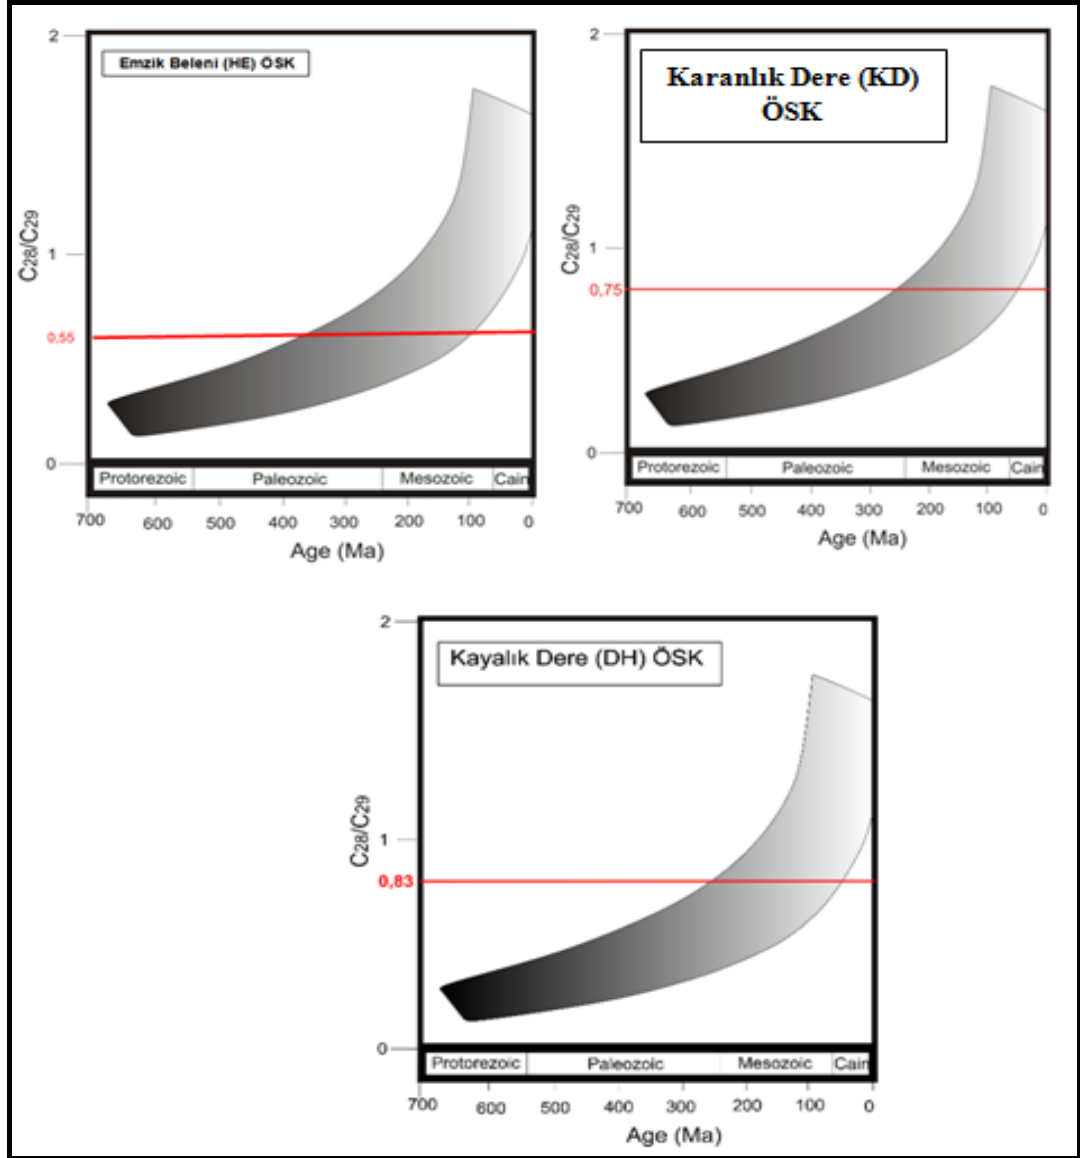 2
Emzik Beleni (HE) ÖSK
C28/C29
1
0,55
0
Protorezoic Paleozoic Mesozoic Cain
700 600 500 400 300 200 100 0
Age (Ma)
2
Karanlık Dere (KD)
ÖSK
C28/C29
1
0,75
0
Protorezoic Paleozoic Mesozoic Cain
700 600 500 400 300 200 100 0
Age (Ma)
2
Kayalık Dere (DH) ÖSK
C28/C29
1
0,83
0
Protorezoic Paleozoic Mesozoic Cain
700 600 500 400 300 200 100 0
Age (Ma)